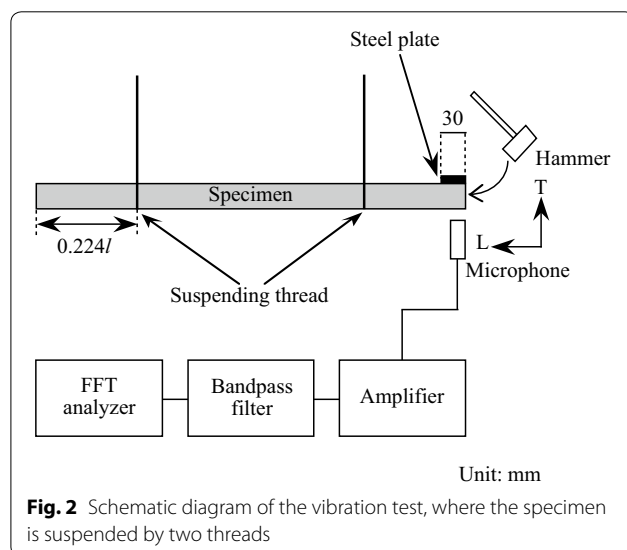 Steel plate
30
Hammer
Specimen
T
0.224l
L
Microphone
Suspending thread
FFT
analyzer
Bandpass
filter
Amplifier
Unit: mm
Fig. 2 Schematic diagram of the vibration test, where the specimen
is suspended by two threads